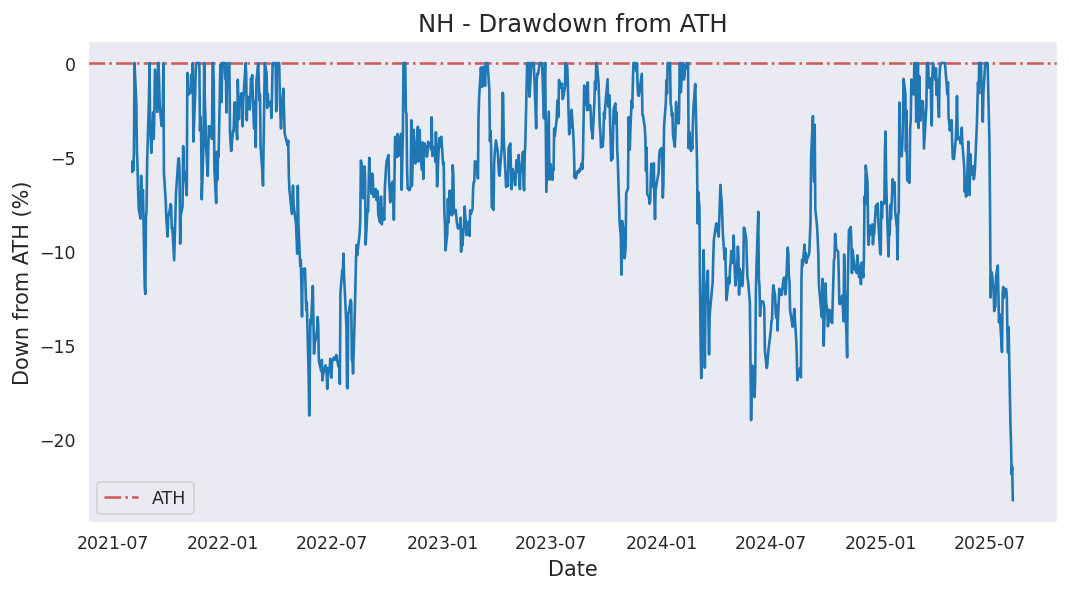 NH - Drawdown from ATH
Down from ATH (%)
0
−5
−10
−15
−20
ATH
2021-07 2022-01 2022-07 2023-01 2023-07 2024-01 2024-07 2025-01 2025-07
Date